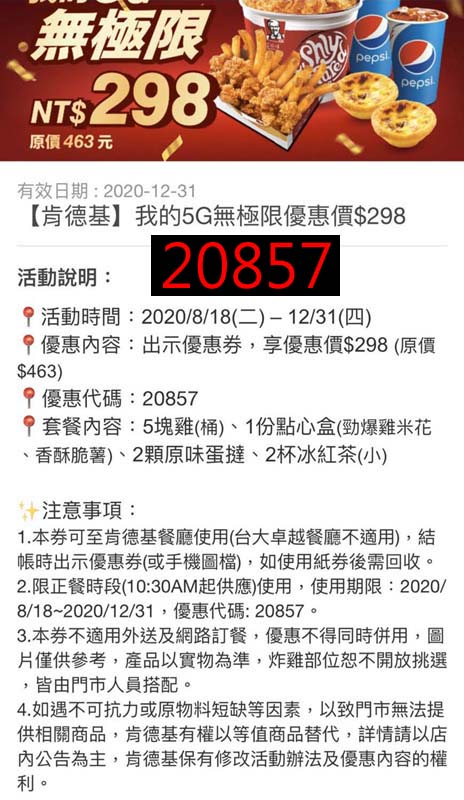 無極限
NT$298
原價463元
KFC
pepsi
pepsi
有效日期 : 2020-12-31
【肯德基】我的5G無極限優惠價$298
20857
活動說明：
📍活動時間：2020/8/18(二) – 12/31(四)
📍優惠內容：出示優惠券，享優惠價$298 (原價
$463)
📍優惠代碼：20857
📍套餐內容：5塊雞(桶)、1份點心盒(勁爆雞米花
、香酥脆薯)、2顆原味蛋撻、2杯冰紅茶(小)
✨注意事項：
1.本券可至肯德基餐廳使用(台大卓越餐廳不適用)，結
帳時出示優惠券(或手機圖檔)，如使用紙券後需回收。
2.限正餐時段(10:30AM起供應)使用，使用期限：2020/
8/18~2020/12/31，優惠代碼: 20857。
3.本券不適用外送及網路訂餐，優惠不得同時併用，圖
片僅供參考，產品以實物為準，炸雞部位恕不開放挑選
，皆由門市人員搭配。
4.如遇不可抗力或原物料短缺等因素，以致門市無法提
供相關商品，肯德基有權以等值商品替代，詳情請以店
內公告為主，肯德基保有修改活動辦法及優惠內容的權
利。